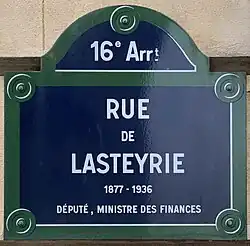 16e Arrt
RUE
DE
LASTEYRIE
1877 - 1936
DÉPUTÉ, MINISTRE DES FINANCES